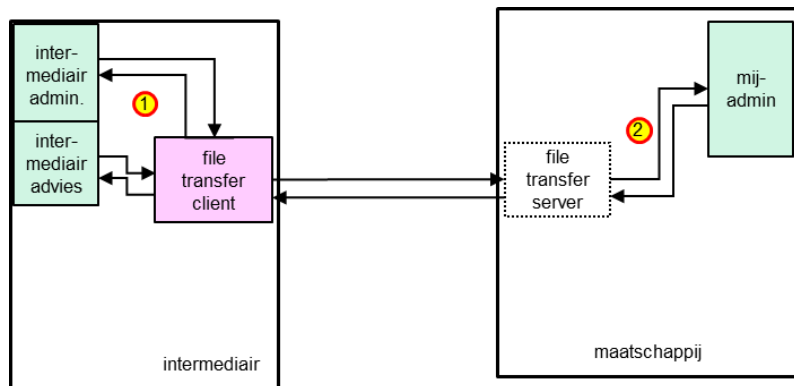 inter-
mediair
admin.
1
inter-
mediair
advies
file
transfer
client
intermediair
file
transfer
server
2
mij-
admin
maatschappij